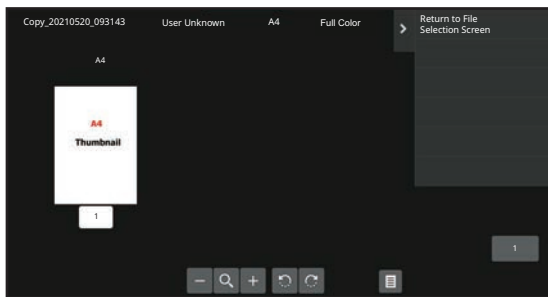 Copy_20210520_093143 User Unknown A4 Full Color
Return to File
Selection Screen
A4
A4
Thumbnail
1
1